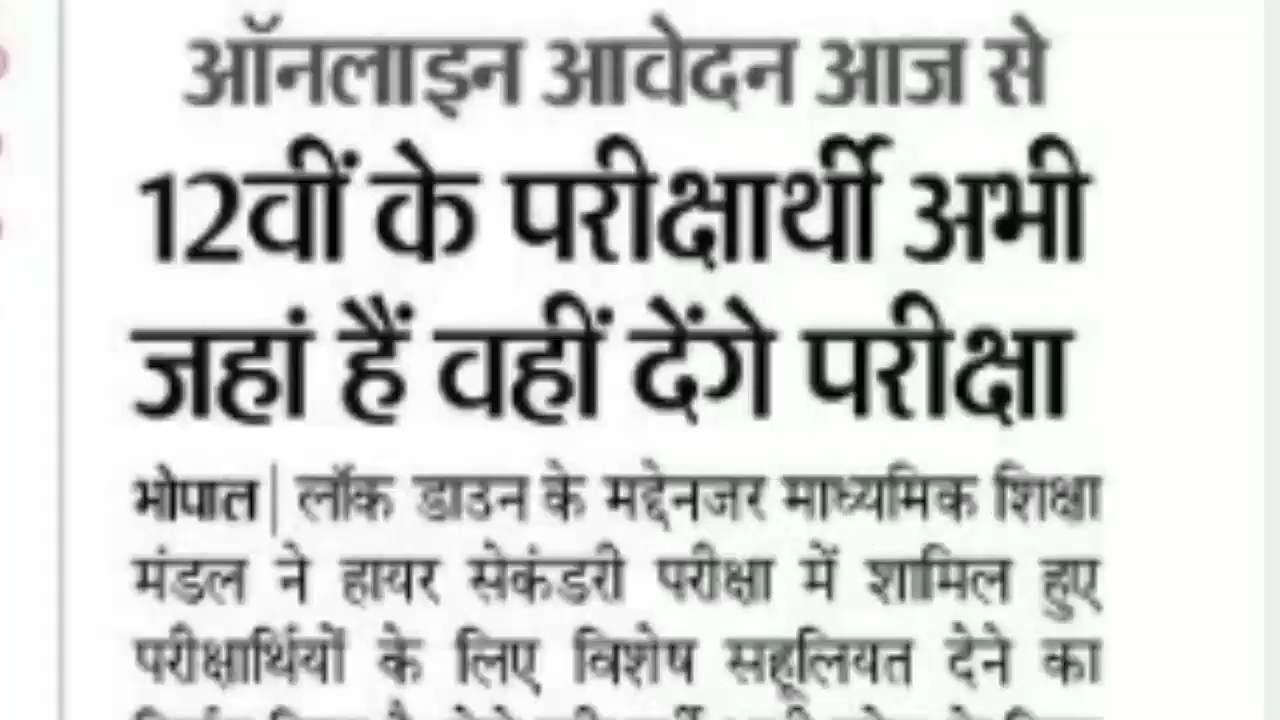 ऑनलाइन आवेदन आज से
12वीं के परीक्षार्थी अभी
जहां हैं वहीं देंगे परीक्षा
भोपाल | लॉक डाउन के मद्देनजर माध्यमिक शिक्षा
मंडल ने हायर सेकंडरी परीक्षा में शामिल हुए
परीक्षार्थियों के लिए विशेष सहूलियत देने का